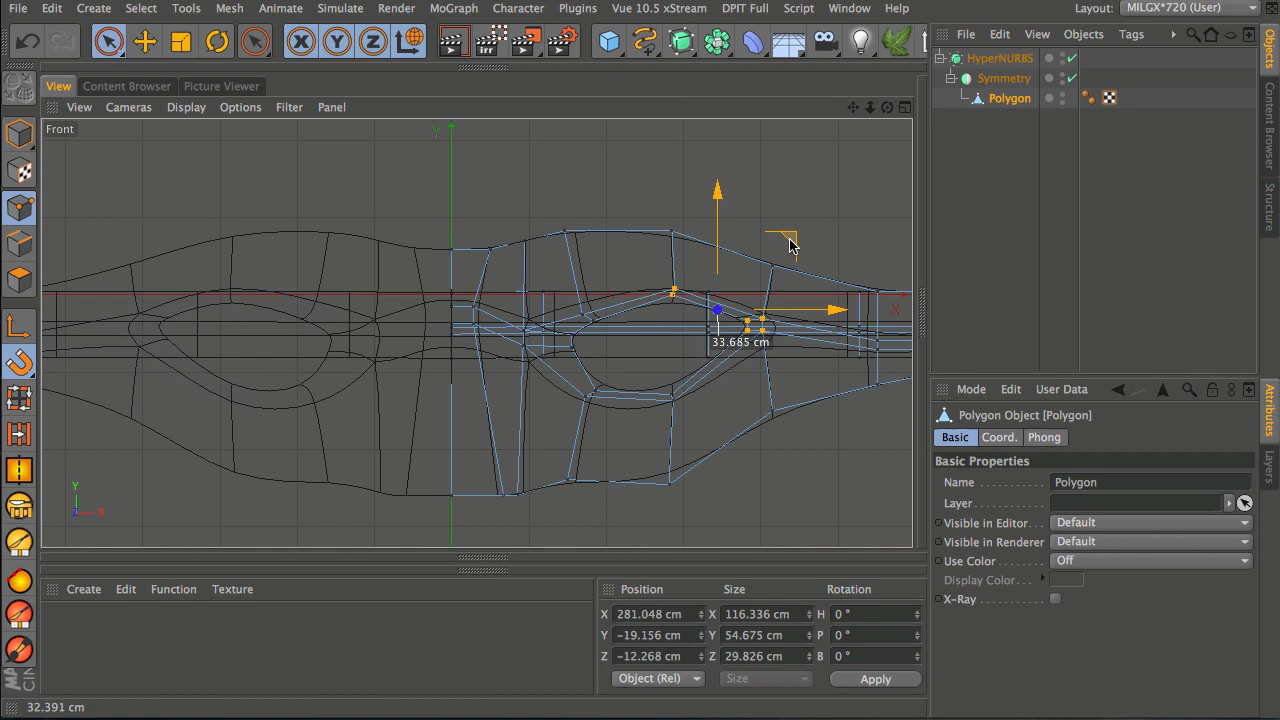 File Create Select Tools Mesh Animate Simulate Render MoGraph Character Plugins Vue 10.5 xStream DPIT Full Script Window Help Layout: MILGX*720 (User)
X Y Z irr
File Edit View Objects Tags
View Content Browser Picture Viewer
HyperNURBS
Symmetry
Polygon
View Cameras Display Options Filter Panel
Front
Y
X
33.685 cm
Y
X
Z
Objects
Content Browser
Structure
Attributes
Layers
Mode Edit User Data
Polygon Object [Polygon]
Basic Coord. Phong
Basic Properties
Name Polygon
Layer
Visible in Editor Default
Visible in Renderer Default
Use Color Off
Display Color
X-Ray
Create Edit Function Texture
Position Size Rotation
X 281.048 cm X 116.336 cm H 0 °
Y -19.156 cm Y 54.675 cm P 0 °
Z -12.268 cm Z 29.826 cm B 0 °
Object (Rel) Size Apply
32.391 cm